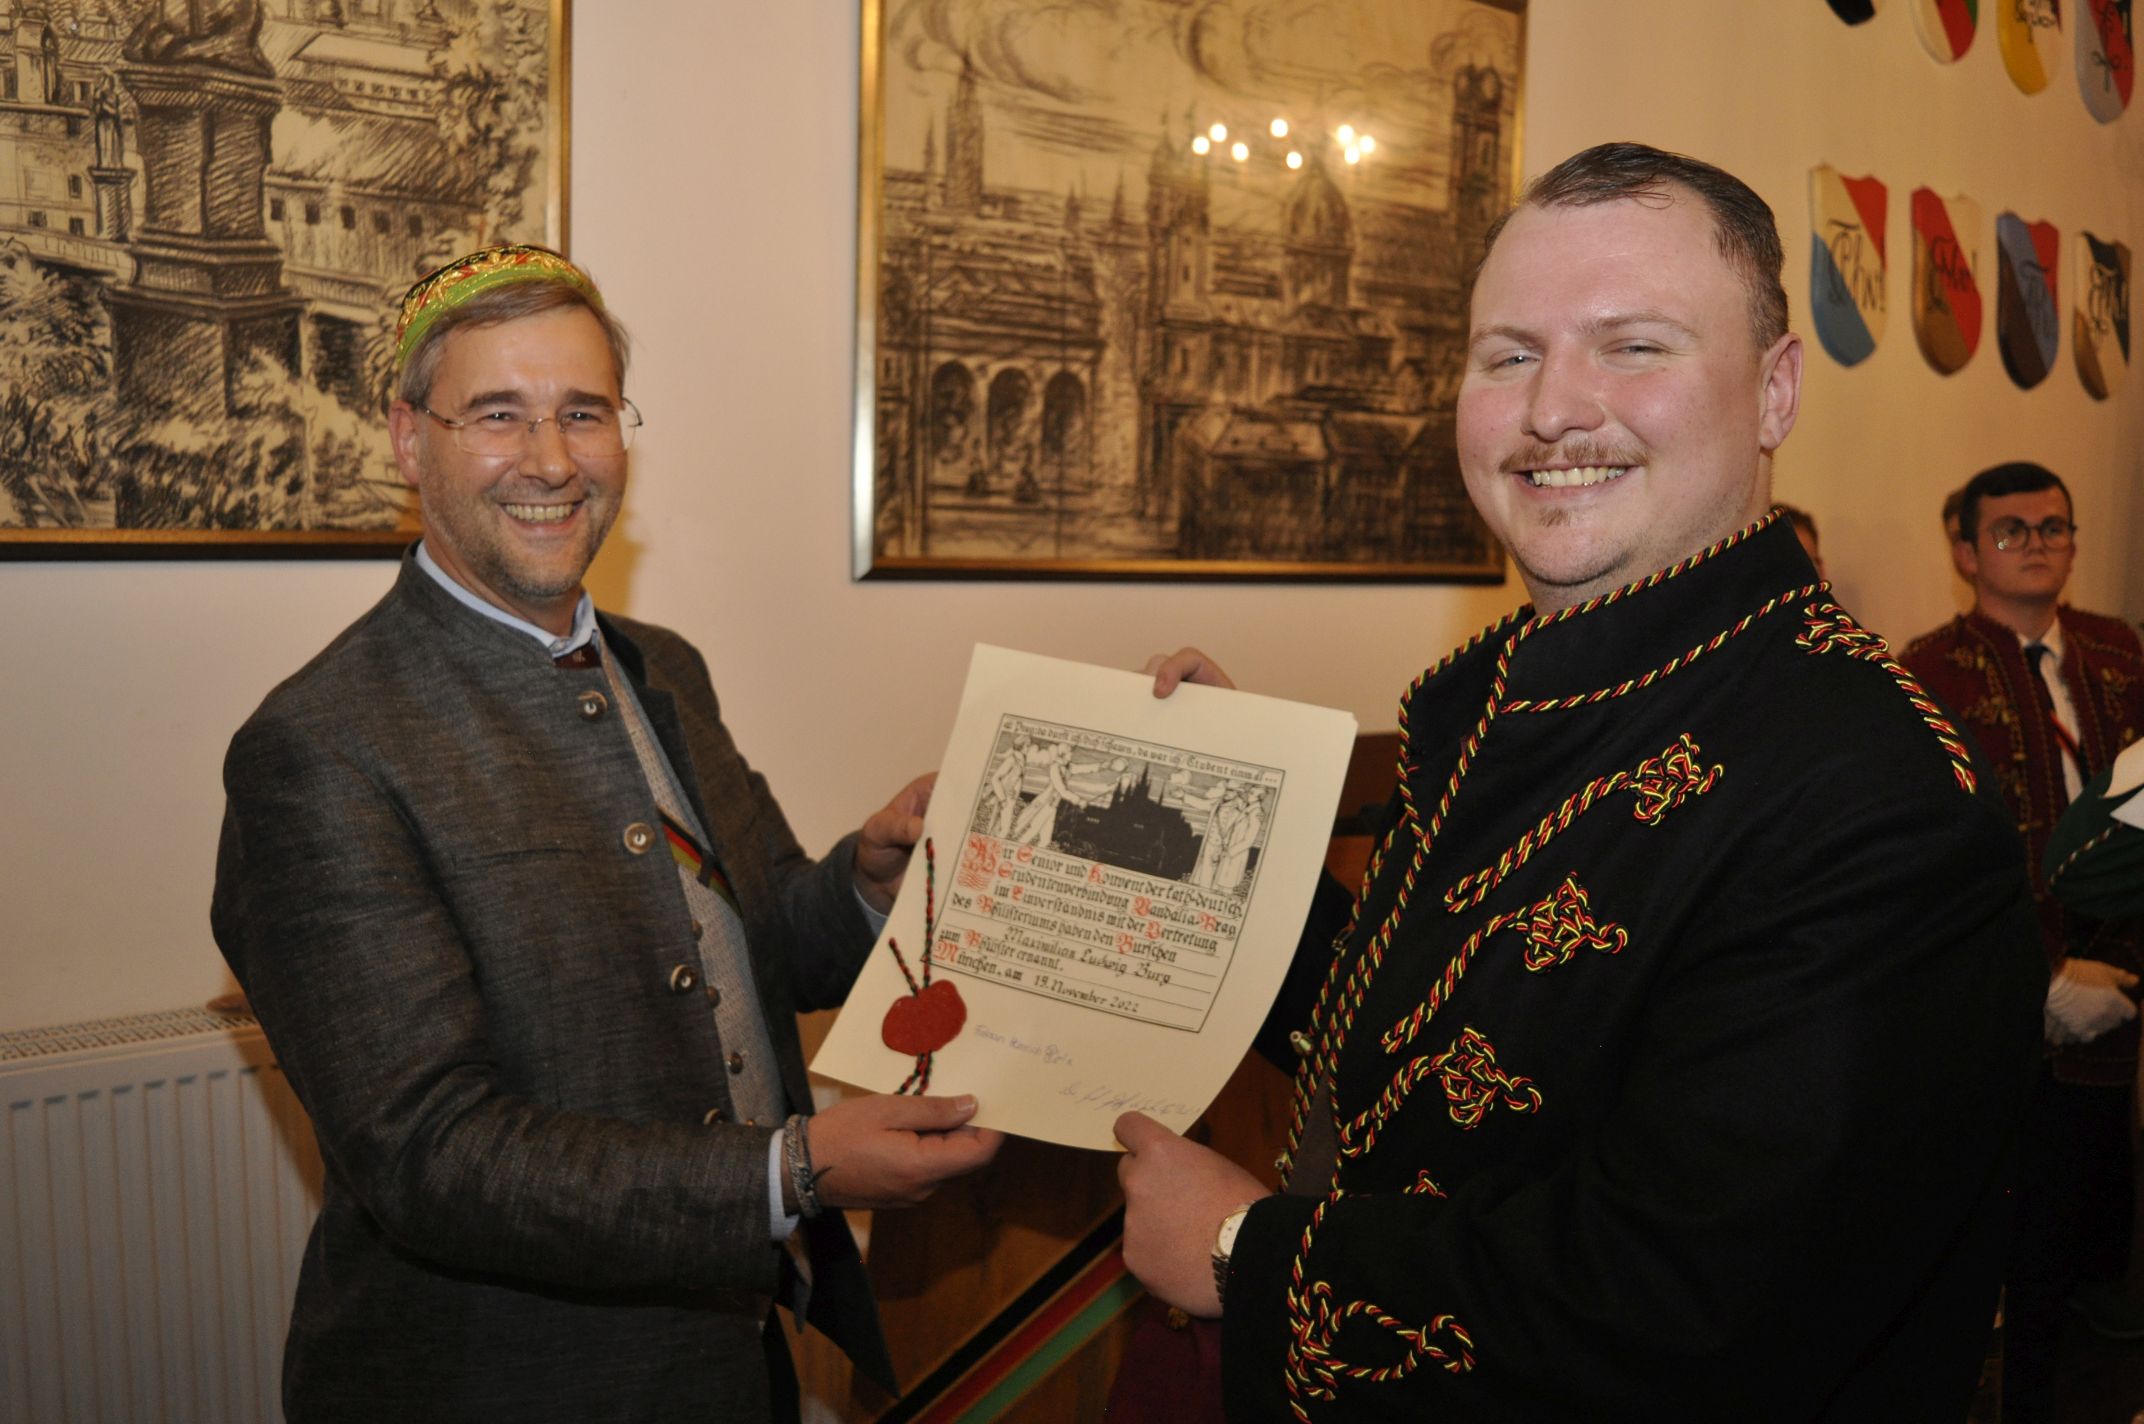 at Prag: da darft ich dich schauen, da war ich Student einmal ...
Wir Senior und Konvent der kath.-deutsch.
Studentenverbindung Vandalia-Prag
im Einverständnis mit der Vertretung
des Philisteriums haben den Burschen
Maximilian Ludwig Burg
zum Philister ernannt.
München, am 19. November 2022